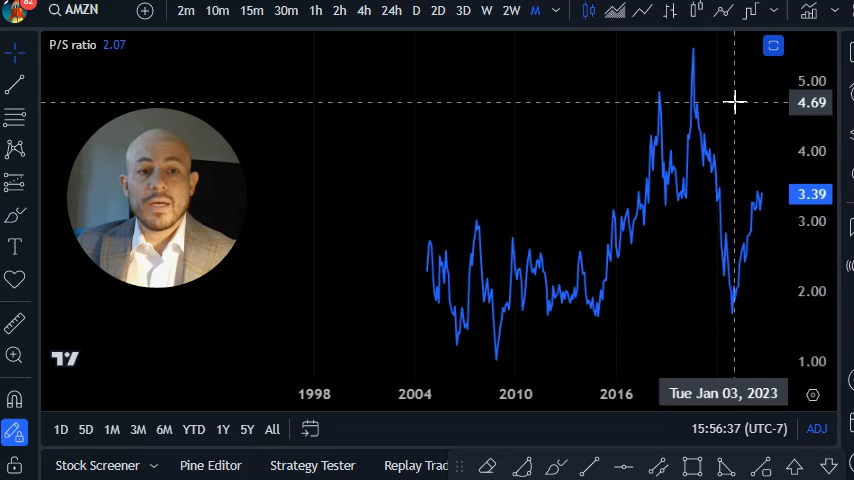 82
AMZN
2m 10m 15m 30m 1h 2h 4h 24h D 2D 3D W 2W M
P/S ratio 2.07
5.00
4.69
4.00
3.39
3.00
2.00
1.00
1998 2004 2010 2016 Tue Jan 03, 2023
1D 5D 1M 3M 6M YTD 1Y 5Y All 15:56:37 (UTC-7) ADJ
Stock Screener Pine Editor Strategy Tester Replay Trad